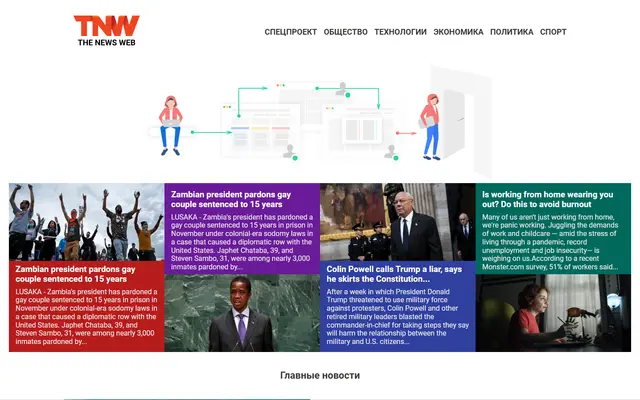 TNW
THE NEWS WEB
СПЕЦПРОЕКТ ОБЩЕСТВО ТЕХНОЛОГИИ ЭКОНОМИКА ПОЛИТИКА СПОРТ
Zambian president pardons gay
couple sentenced to 15 years
LUSAKA - Zambia's president has pardoned a
gay couple sentenced to 15 years in prison in
November under colonial-era sodomy laws in
a case that caused a diplomatic row with the
United States. Japhet Chataba, 39, and
Steven Sambo, 31, were among nearly 3,000
inmates pardoned by...
Zambian president pardons gay
couple sentenced to 15 years
LUSAKA - Zambia's president has pardoned a
gay couple sentenced to 15 years in prison in
November under colonial-era sodomy laws in
a case that caused a diplomatic row with the
United States. Japhet Chataba, 39, and
Steven Sambo, 31, were among nearly 3,000
inmates pardoned by...
Colin Powell calls Trump a liar, says
he skirts the Constitution...
After a week in which President Donald
Trump threatened to use military force
against protesters, Colin Powell and other
retired military leaders blasted the
commander-in-chief for taking steps they say
will harm the relationship between the
military and U.S. citizens...
Is working from home wearing you
out? Do this to avoid burnout
Many of us aren't just working from home,
we're panic working. Juggling the demands
of work and childcare — amid the stress of
living through a pandemic, record
unemployment and job insecurity — is
weighing on us.According to a recent
Monster.com survey, 51% of workers said...
Главные новости